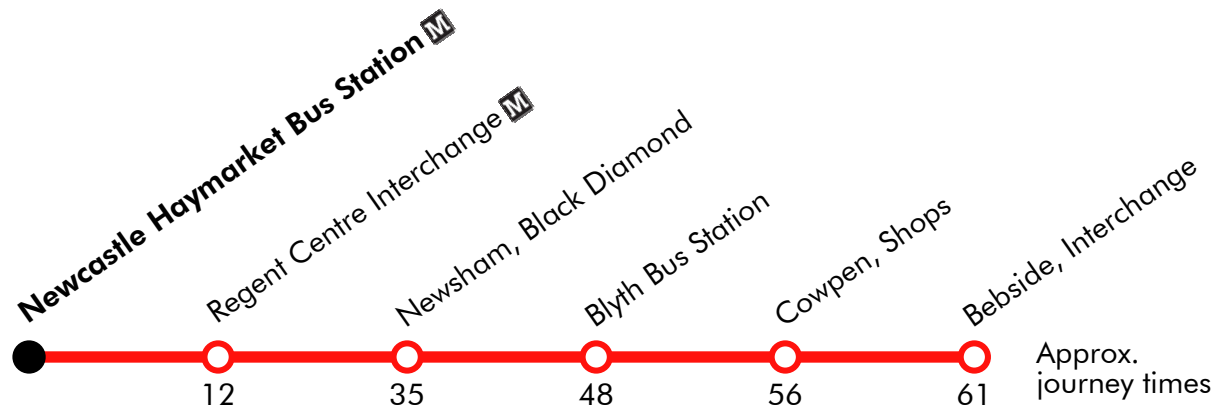 Newcastle Haymarket Bus Station M
Regent Centre Interchange M
Newsham, Black Diamond
Blyth Bus Station
Cowpen, Shops
Bebside, Interchange
12
35
48
56
61
Approx.
journey times